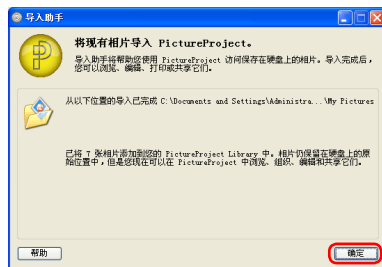 导入助手
将现有相片导入 PictureProject。
导入助手将帮助您使用 PictureProject 访问保存在硬盘上的相片。导入完成后，
您可以浏览、编辑、打印或共享它们。
从以下位置的导入已完成 C:\Documents and Settings\Administra...\My Pictures
已将 7 张相片添加到您的 PictureProject Library 中。相片仍保留在硬盘上的原
始位置中，但是您现在可以在 PictureProject 中浏览、组织、编辑和共享它们。
帮助
确定